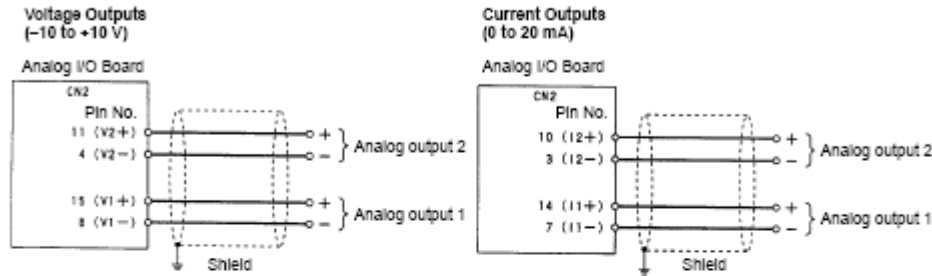 Voltage Outputs
(–10 to +10 V)
Analog I/O Board
CN2
Pin No.
11 (V2+)
+
Analog output 2
4 (V2−)
−
15 (V1+)
+
Analog output 1
8 (V1−)
−
Shield
Current Outputs
(0 to 20 mA)
Analog I/O Board
CN2
Pin No.
10 (I2+)
+
Analog output 2
3 (I2−)
−
14 (I1+)
+
Analog output 1
7 (I1−)
−
Shield